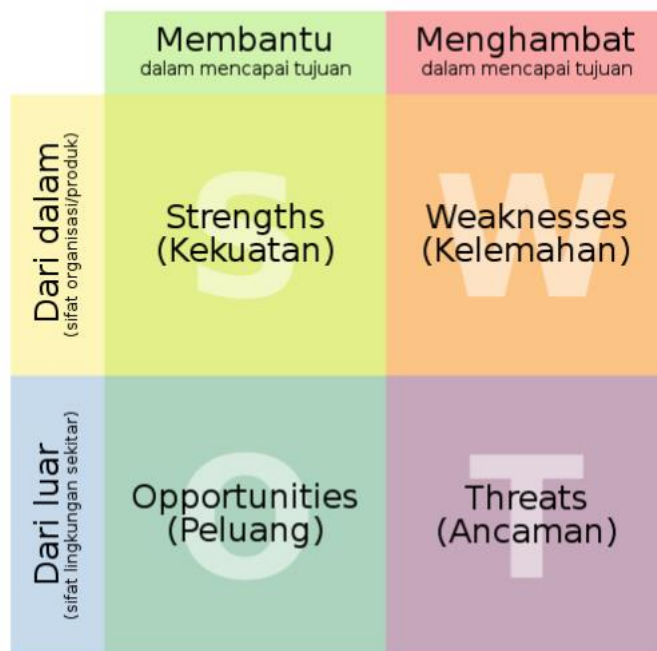 Membantu
dalam mencapai tujuan
Menghambat
dalam mencapai tujuan
Dari dalam
(sifat organisasi/produk)
S
Strengths
(Kekuatan)
W
Weaknesses
(Kelemahan)
Dari luar
(sifat lingkungan sekitar)
O
Opportunities
(Peluang)
T
Threats
(Ancaman)